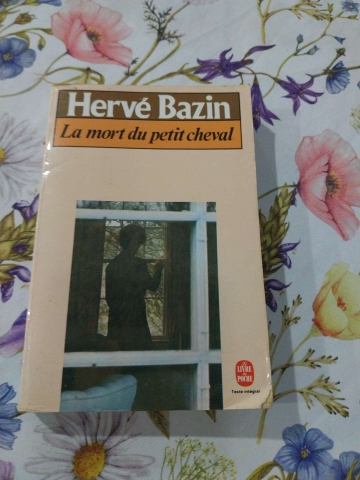 Hervé Bazin
La mort du petit cheval
LE LIVRE
DE
POCHE
Texte intégral